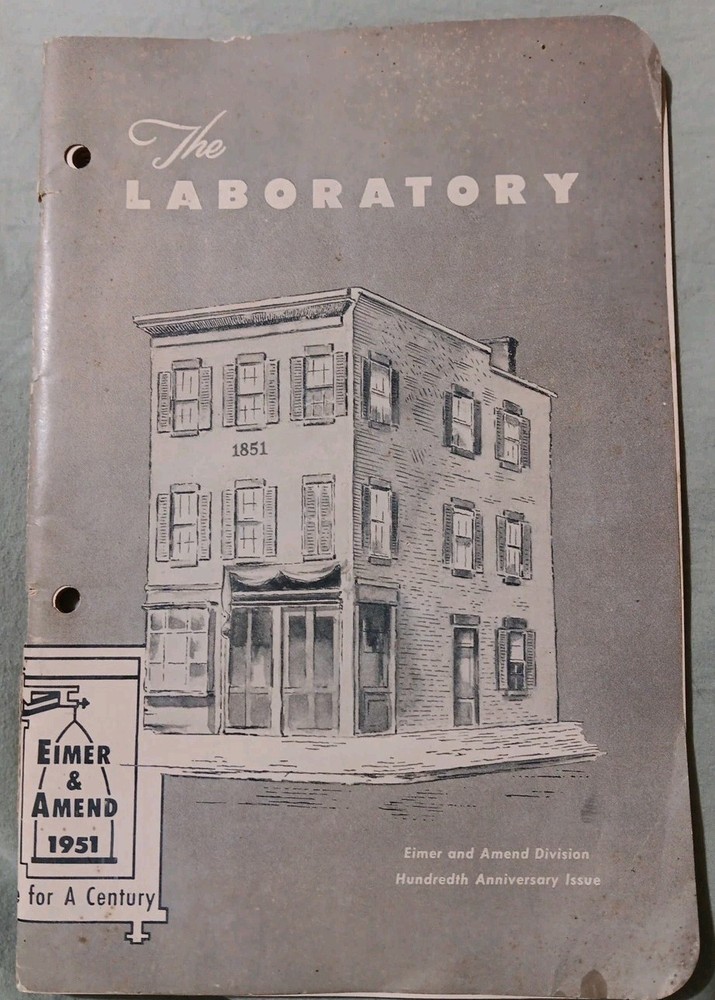 The
LABORATORY
1851
EIMER
&
AMEND
1951
for A Century
Eimer and Amend Division
Hundredth Anniversary Issue